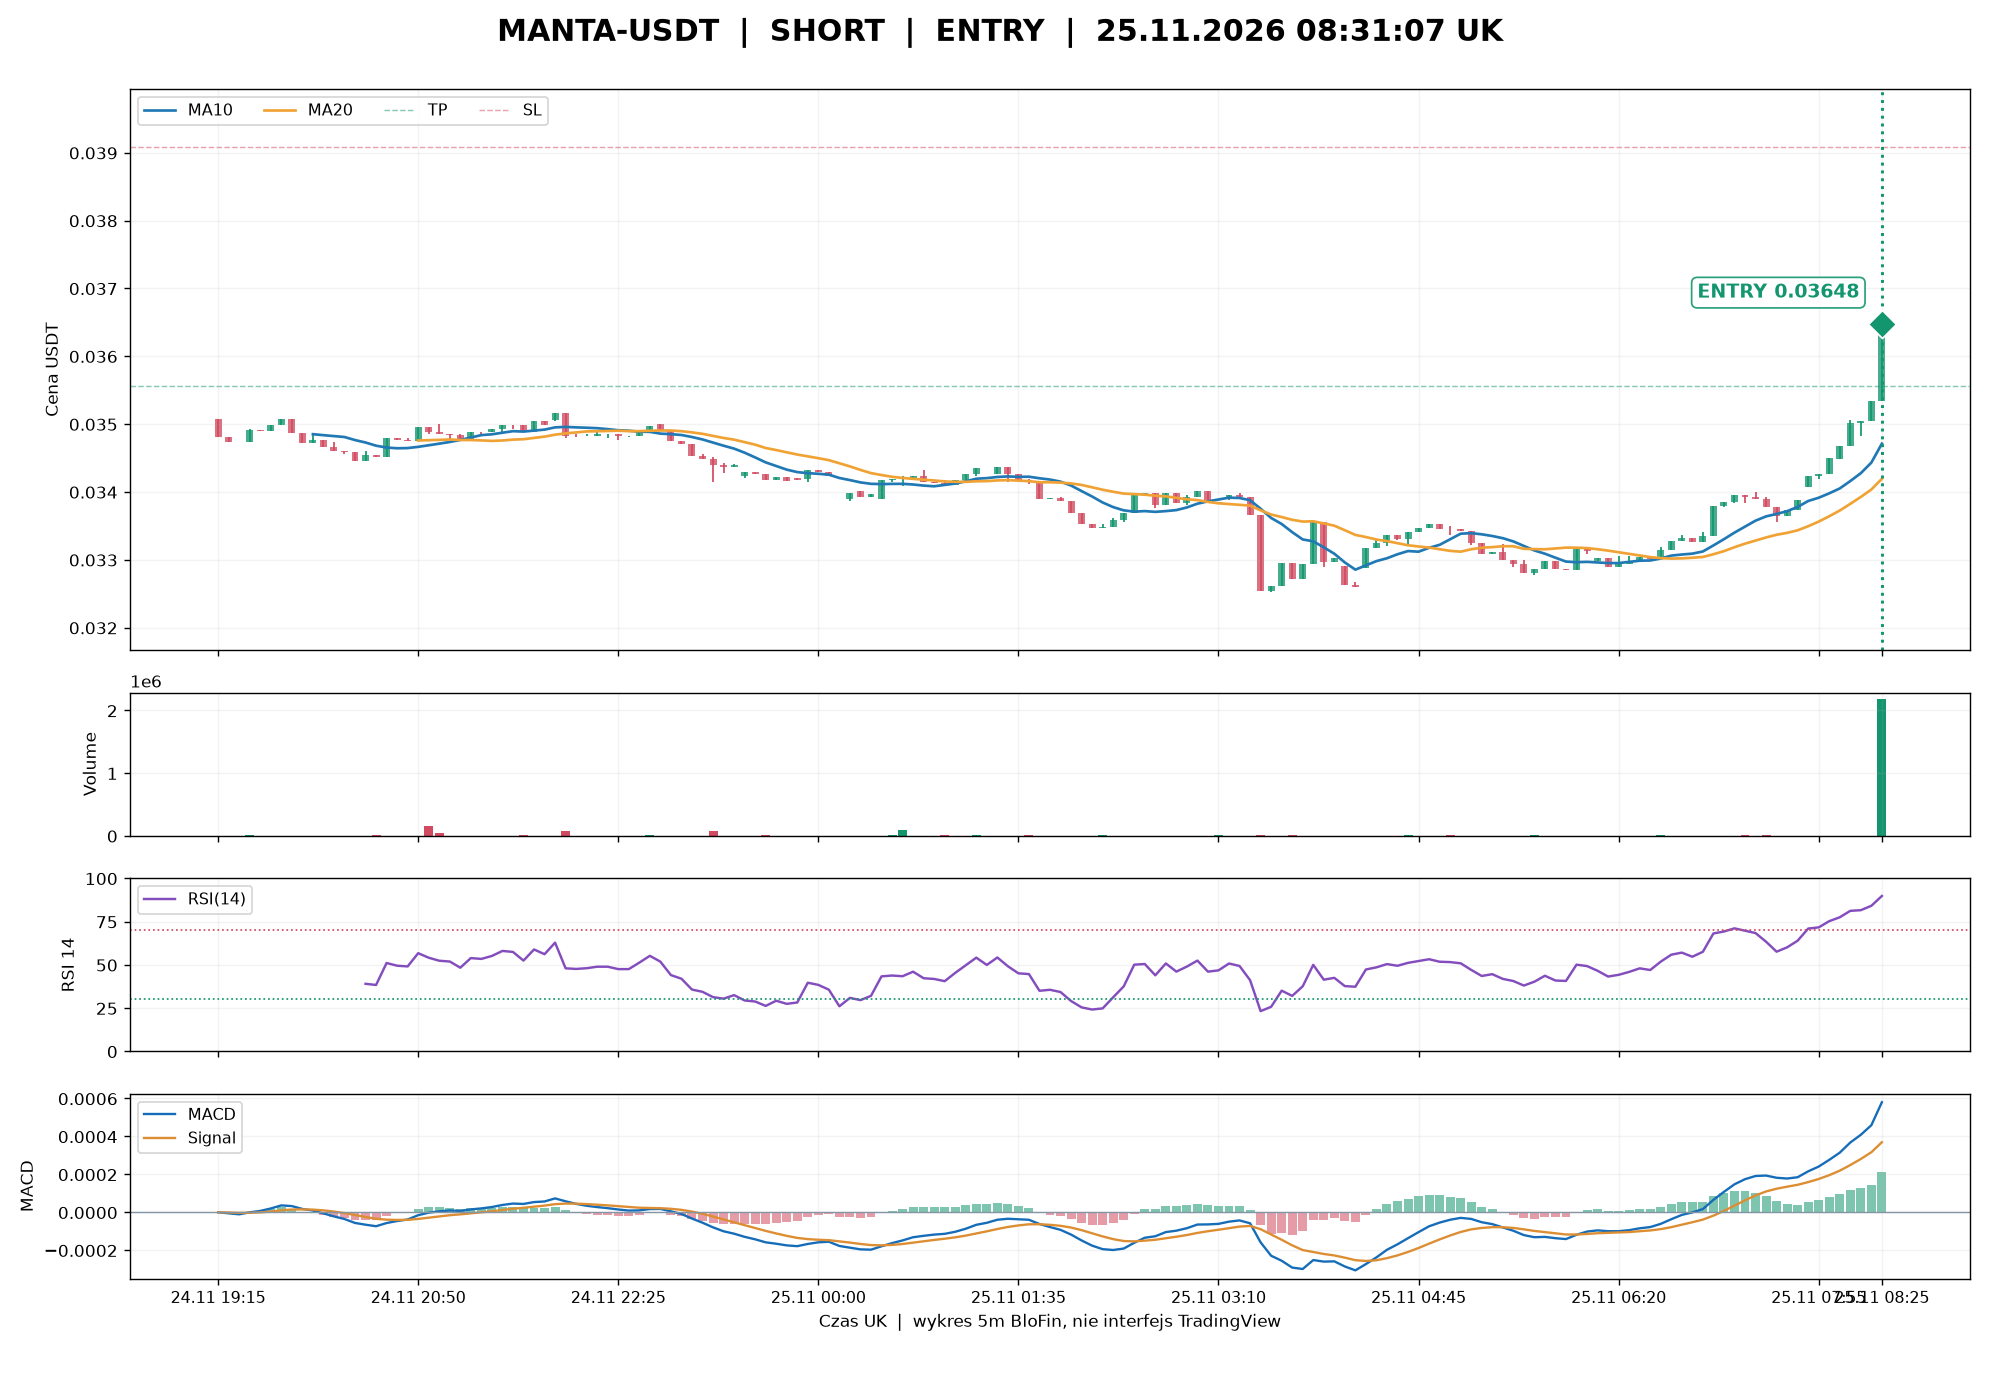 MANTA-USDT | SHORT | ENTRY | 25.11.2026 08:31:07 UK
MA10 MA20 TP SL
0.039
0.038
0.037
0.036
0.035
0.034
0.033
0.032
Cena USDT
ENTRY 0.03648
1e6
2
1
0
Volume
RSI(14)
100
75
50
25
0
RSI 14
MACD
Signal
0.0006
0.0004
0.0002
0.0000
−0.0002
MACD
24.11 19:15 24.11 20:50 24.11 22:25 25.11 00:00 25.11 01:35 25.11 03:10 25.11 04:45 25.11 06:20 25.11 07:55 25.11 08:25
Czas UK | wykres 5m BloFin, nie interfejs TradingView